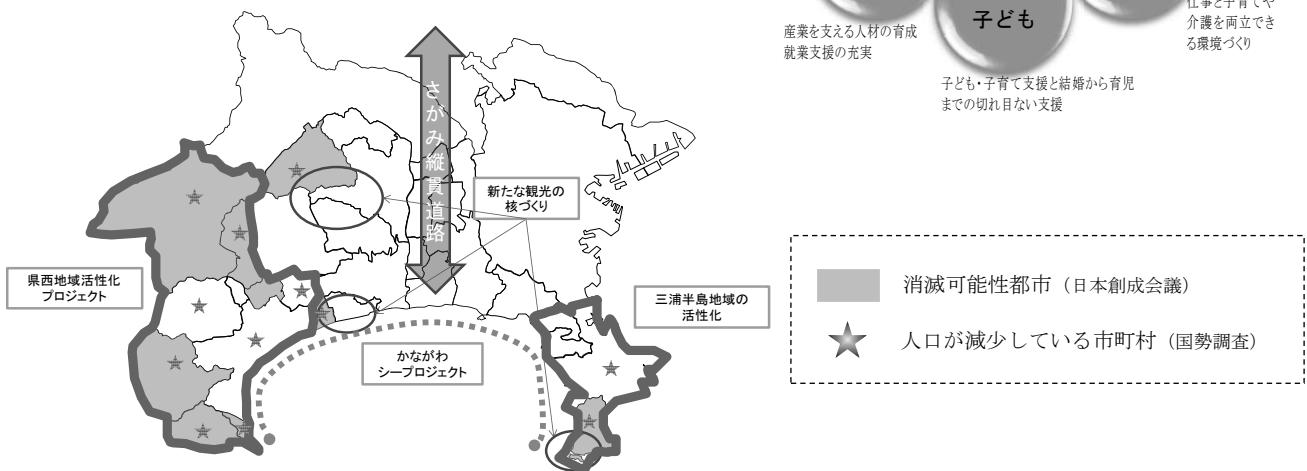 産業を支える人材の育成
就業支援の充実
子ども
仕事と子育てや
介護を両立でき
る環境づくり
子ども・子育て支援と結婚から育児
までの切れ目ない支援
さがみ縦貫道路
新たな観光の
核づくり
県西地域活性化
プロジェクト
三浦半島地域の
活性化
かながわ
シープロジェクト
消滅可能性都市（日本創成会議）
人口が減少している市町村（国勢調査）